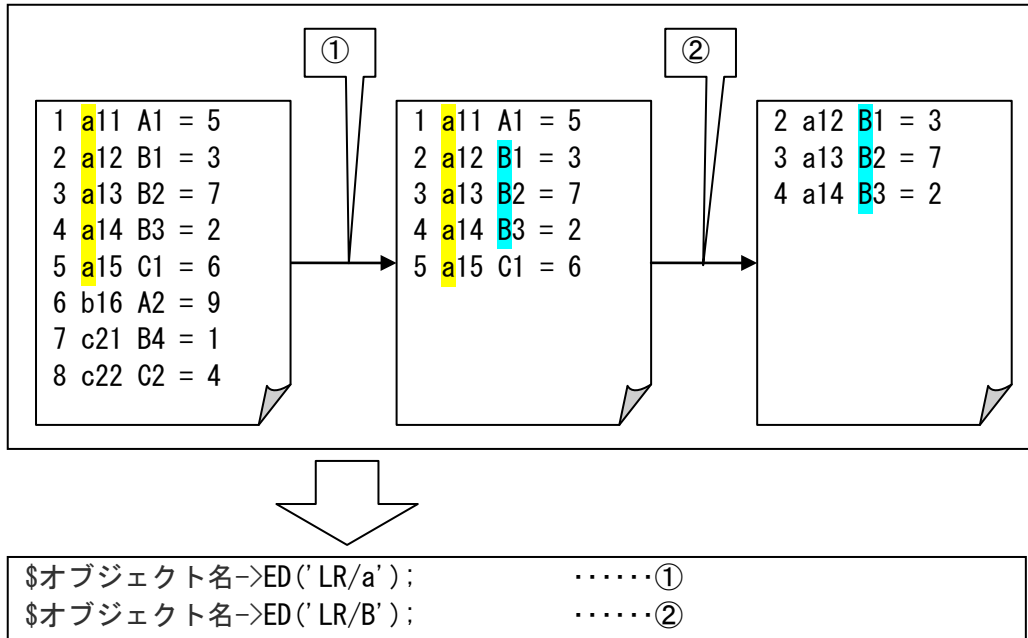 ①
②
1 a11 A1 = 5
2 a12 B1 = 3
3 a13 B2 = 7
4 a14 B3 = 2
5 a15 C1 = 6
6 b16 A2 = 9
7 c21 B4 = 1
8 c22 C2 = 4
1 a11 A1 = 5
2 a12 B1 = 3
3 a13 B2 = 7
4 a14 B3 = 2
5 a15 C1 = 6
2 a12 B1 = 3
3 a13 B2 = 7
4 a14 B3 = 2
$オブジェクト名->ED('LR/a'); ‥‥‥①
$オブジェクト名->ED('LR/B'); ‥‥‥②